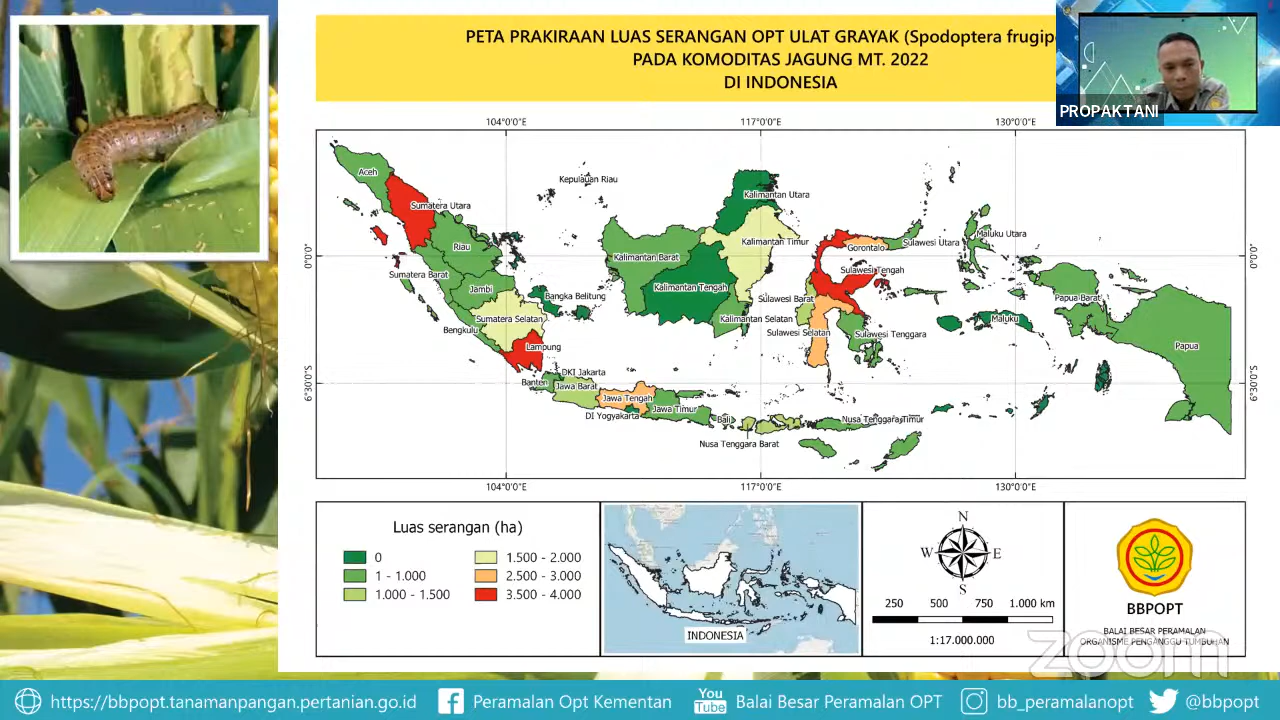 PETA PRAKIRAAN LUAS SERANGAN OPT ULAT GRAYAK (Spodoptera frugip
PADA KOMODITAS JAGUNG MT. 2022
DI INDONESIA
PROPAKTANI
104°0'0"E
117°0'0"E
130°0'0"E
0°0'0"
0°0'0"
6°30'0"S
6°30'0"S
Aceh
Sumatera Utara
Riau
Kepulauan Riau
Sumatera Barat
Jambi
Bangka Belitung
Sumatera Selatan
Bengkulu
Lampung
Banten
DKI Jakarta
Jawa Barat
Jawa Tengah
DI Yogyakarta
Jawa Timur
Bali
Nusa Tenggara Barat
Nusa Tenggara Timur
Kalimantan Utara
Kalimantan Timur
Kalimantan Barat
Kalimantan Tengah
Kalimantan Selatan
Gorontalo
Sulawesi Utara
Sulawesi Tengah
Sulawesi Barat
Sulawesi Selatan
Sulawesi Tenggara
Maluku Utara
Maluku
Papua Barat
Papua
104°0'0"E
117°0'0"E
130°0'0"E
Luas serangan (ha)
0
1 - 1.000
1.000 - 1.500
1.500 - 2.000
2.500 - 3.000
3.500 - 4.000
INDONESIA
N
W
E
S
250 500 750 1.000 km
1:17.000.000
BBPOPT
BALAI BESAR PERAMALAN
ORGANISME PENGANGGU TUMBUHAN
zoom
https://bbpopt.tanamanpangan.pertanian.go.id
Peramalan Opt Kementan
You
Tube
Balai Besar Peramalan OPT
bb_peramalanopt
@bbpopt